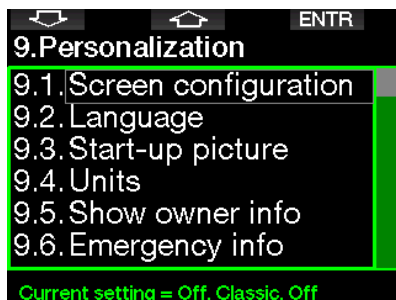 ENTR
9.Personalization
9.1.Screen configuration
9.2.Language
9.3.Start-up picture
9.4.Units
9.5.Show owner info
9.6.Emergency info
Current setting = Off, Classic, Off